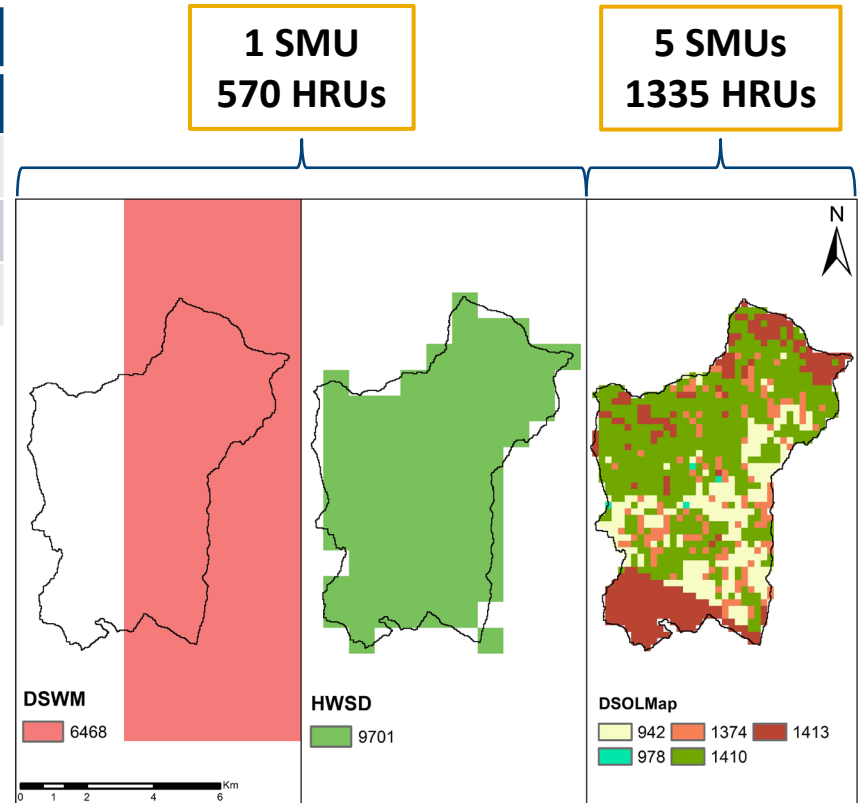 1 SMU
570 HRUs
5 SMUs
1335 HRUs
N
DSWM
6468
HWSD
9701
DSOLMap
942 1374 1413
978 1410
0 1 2 4 6 Km